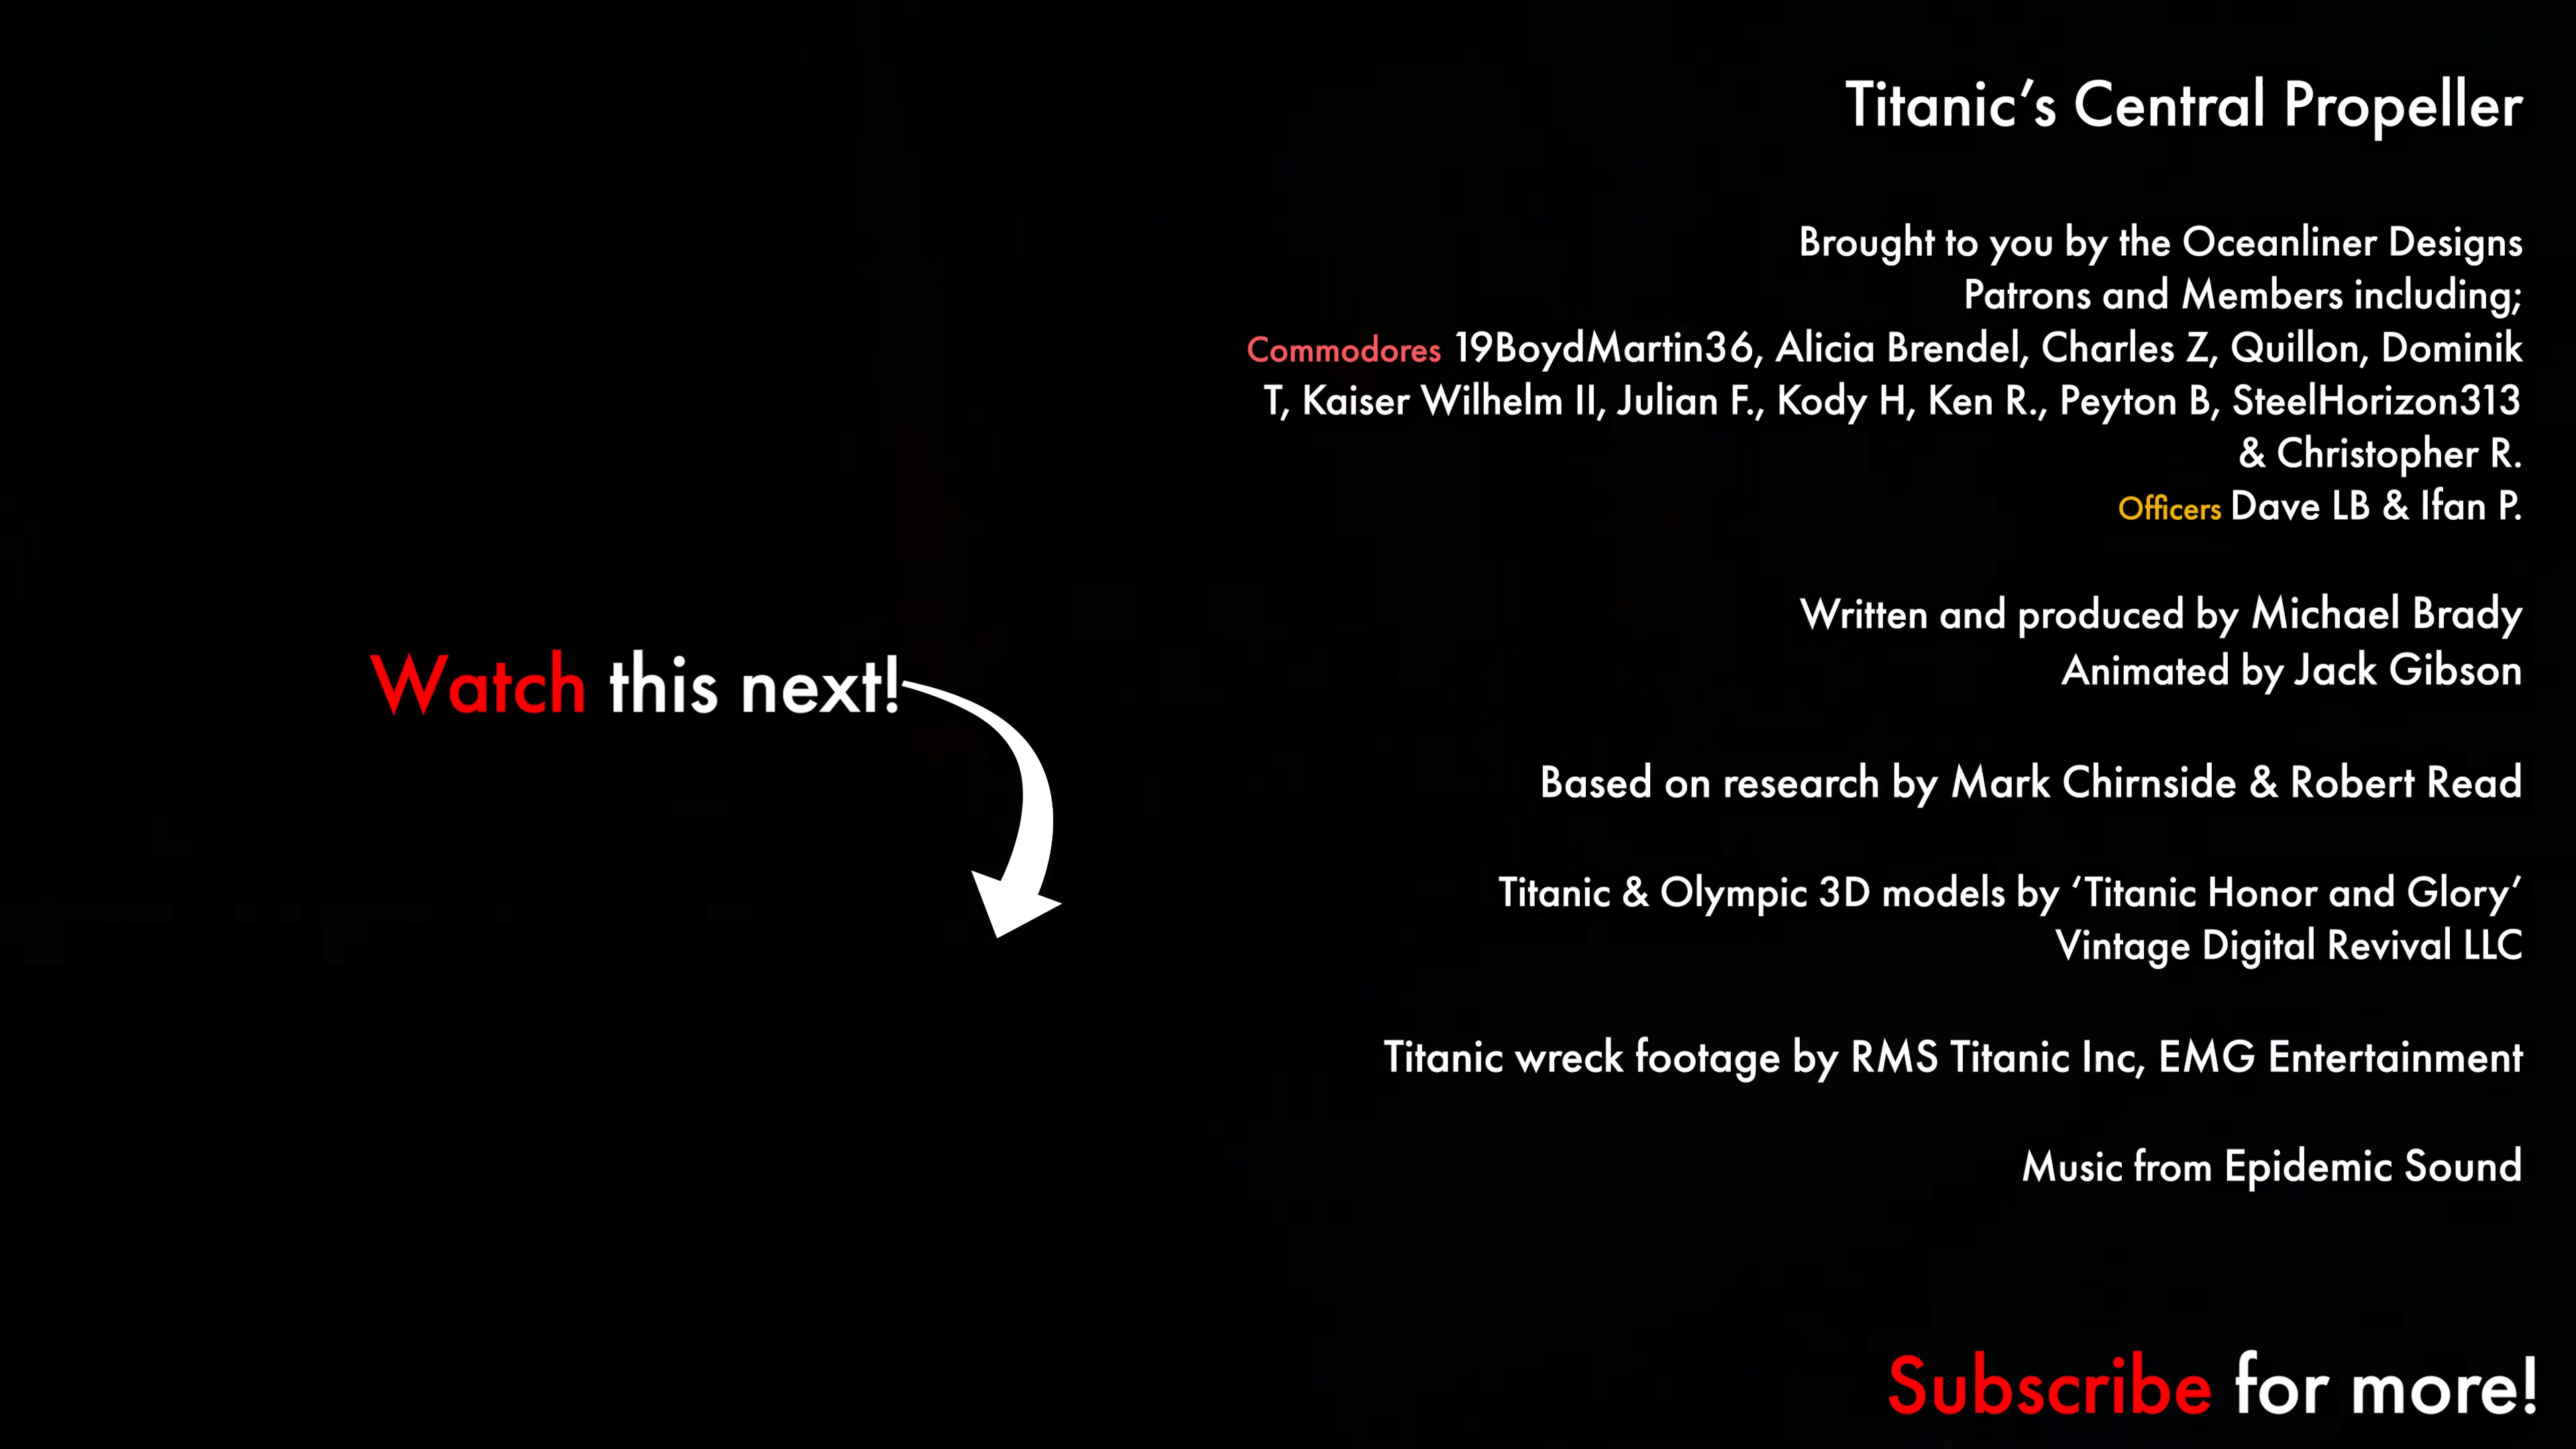 Titanic’s Central Propeller
Brought to you by the Oceanliner Designs
Patrons and Members including;
Commodores 19BoydMartin36, Alicia Brendel, Charles Z, Quillon, Dominik
T, Kaiser Wilhelm II, Julian F., Kody H, Ken R., Peyton B, SteelHorizon313
& Christopher R.
Officers Dave LB & Ifan P.
Written and produced by Michael Brady
Animated by Jack Gibson
Watch this next!
Based on research by Mark Chirnside & Robert Read
Titanic & Olympic 3D models by ‘Titanic Honor and Glory’
Vintage Digital Revival LLC
Titanic wreck footage by RMS Titanic Inc, EMG Entertainment
Music from Epidemic Sound
Subscribe for more!